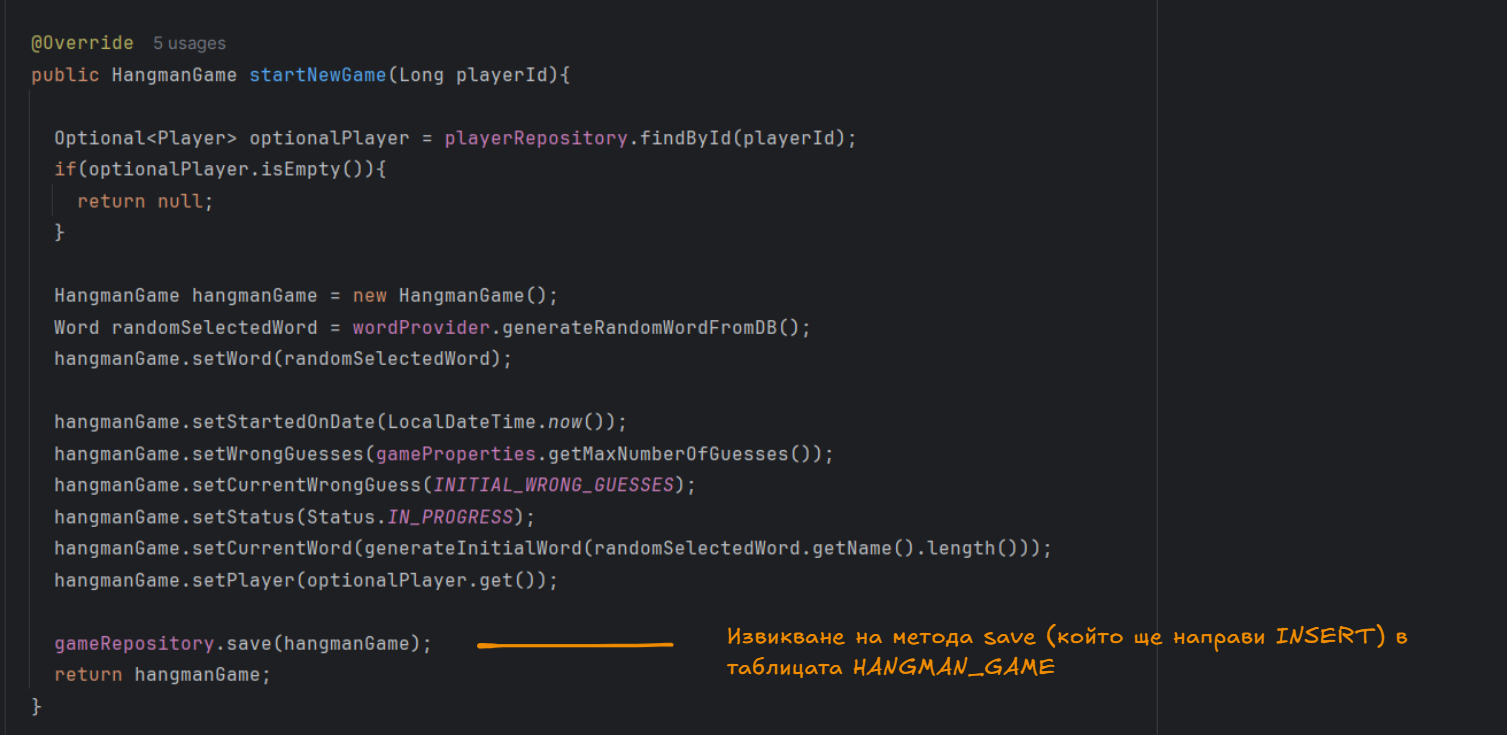 @Override 5 usages
public HangmanGame startNewGame(Long playerId){
Optional<Player> optionalPlayer = playerRepository.findById(playerId);
if(optionalPlayer.isEmpty()){
return null;
}
HangmanGame hangmanGame = new HangmanGame();
Word randomSelectedWord = wordProvider.generateRandomWordFromDB();
hangmanGame.setWord(randomSelectedWord);
hangmanGame.setStartedOnDate(LocalDateTime.now());
hangmanGame.setWrongGuesses(gameProperties.getMaxNumberOfGuesses());
hangmanGame.setCurrentWrongGuess(INITIAL_WRONG_GUESSES);
hangmanGame.setStatus(Status.IN_PROGRESS);
hangmanGame.setCurrentWord(generateInitialWord(randomSelectedWord.getName().length()));
hangmanGame.setPlayer(optionalPlayer.get());
gameRepository.save(hangmanGame);
return hangmanGame;
}
Извикване на метода save (който ще направи INSERT) в
таблицата HANGMAN_GAME